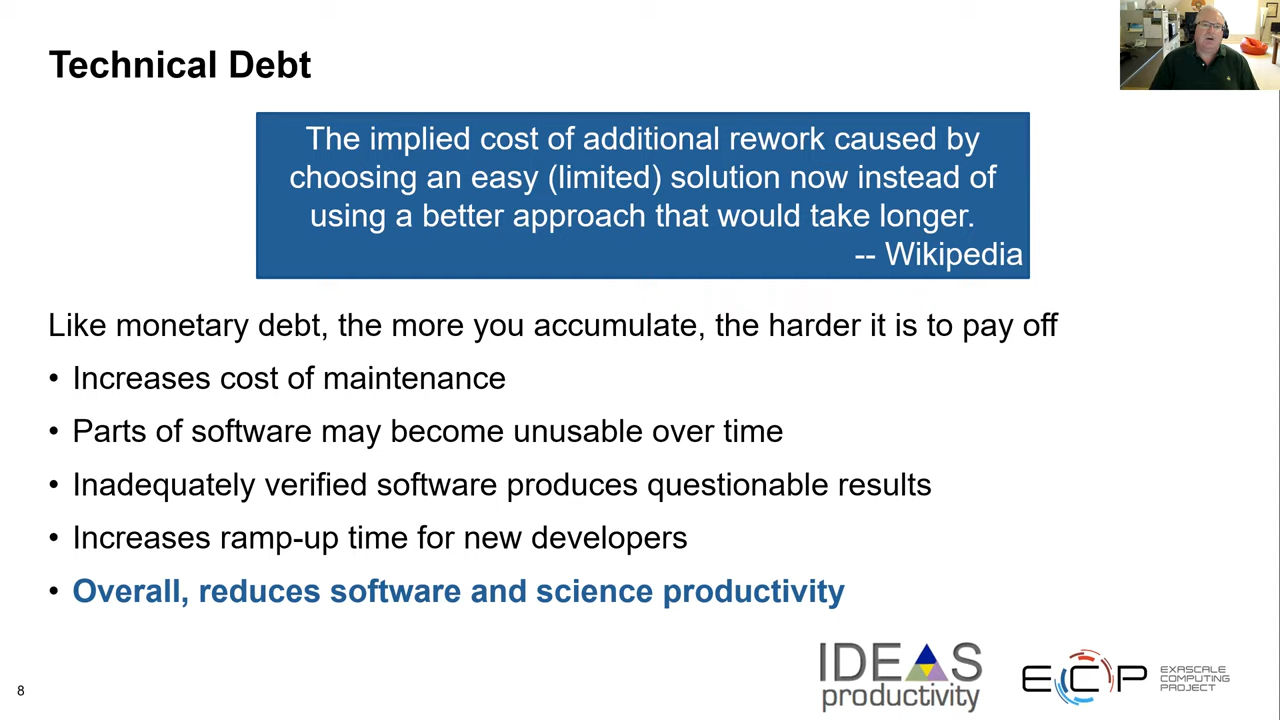 Technical Debt
The implied cost of additional rework caused by
choosing an easy (limited) solution now instead of
using a better approach that would take longer.
-- Wikipedia
Like monetary debt, the more you accumulate, the harder it is to pay off
• Increases cost of maintenance
• Parts of software may become unusable over time
• Inadequately verified software produces questionable results
• Increases ramp-up time for new developers
• Overall, reduces software and science productivity
8
IDEAS
productivity
ECP
EXASCALE
COMPUTING
PROJECT